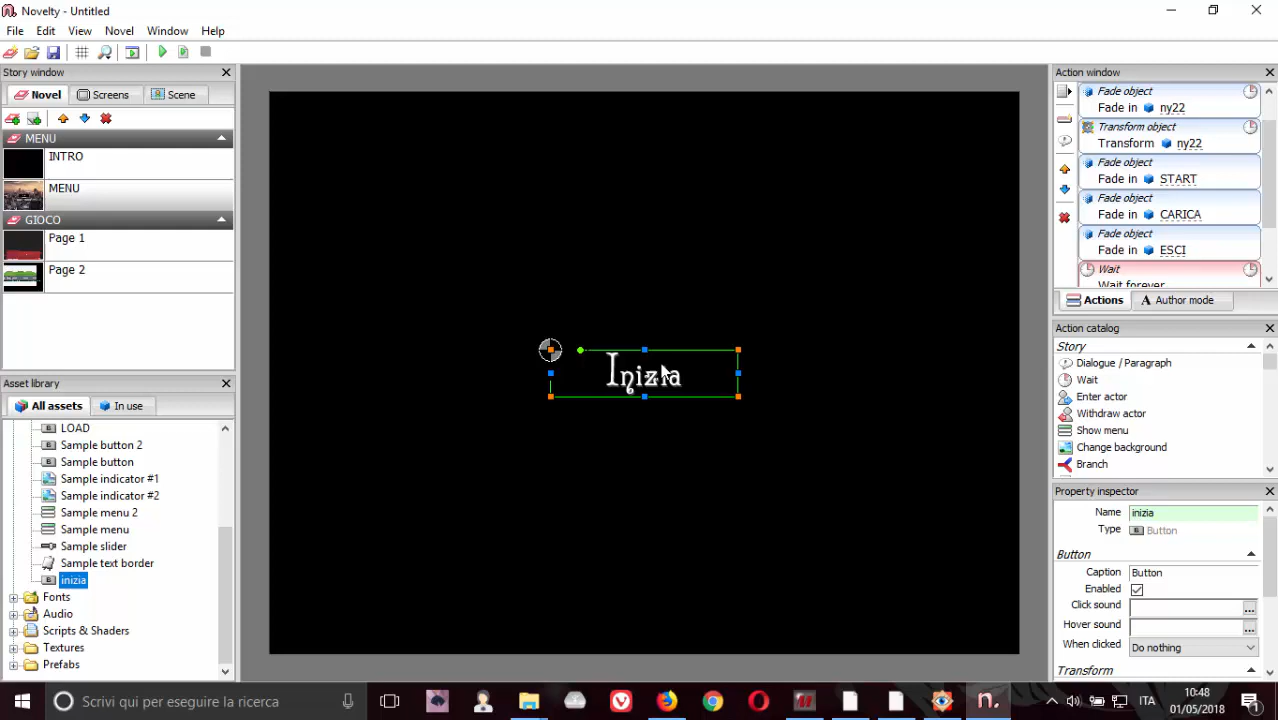 Novelty - Untitled
File Edit View Novel Window Help
Story window
Novel Screens Scene
MENU
INTRO
MENU
GIOCO
Page 1
Page 2
Asset library
All assets In use
LOAD
Sample button 2
Sample button
Sample indicator #1
Sample indicator #2
Sample menu 2
Sample menu
Sample slider
Sample text border
inizia
Fonts
Audio
Scripts & Shaders
Textures
Prefabs
Inizia
Action window
Fade object
Fade in ny22
Transform object
Transform ny22
Fade object
Fade in START
Fade object
Fade in CARICA
Fade object
Fade in ESCI
Wait
Wait forever
Actions Author mode
Action catalog
Story
Dialogue / Paragraph
Wait
Enter actor
Withdraw actor
Show menu
Change background
Branch
Property inspector
Name inizia
Type Button
Button
Caption Button
Enabled
Click sound ...
Hover sound ...
When clicked Do nothing
Transform
Scrivi qui per eseguire la ricerca
ITA
10:48
01/05/2018
1